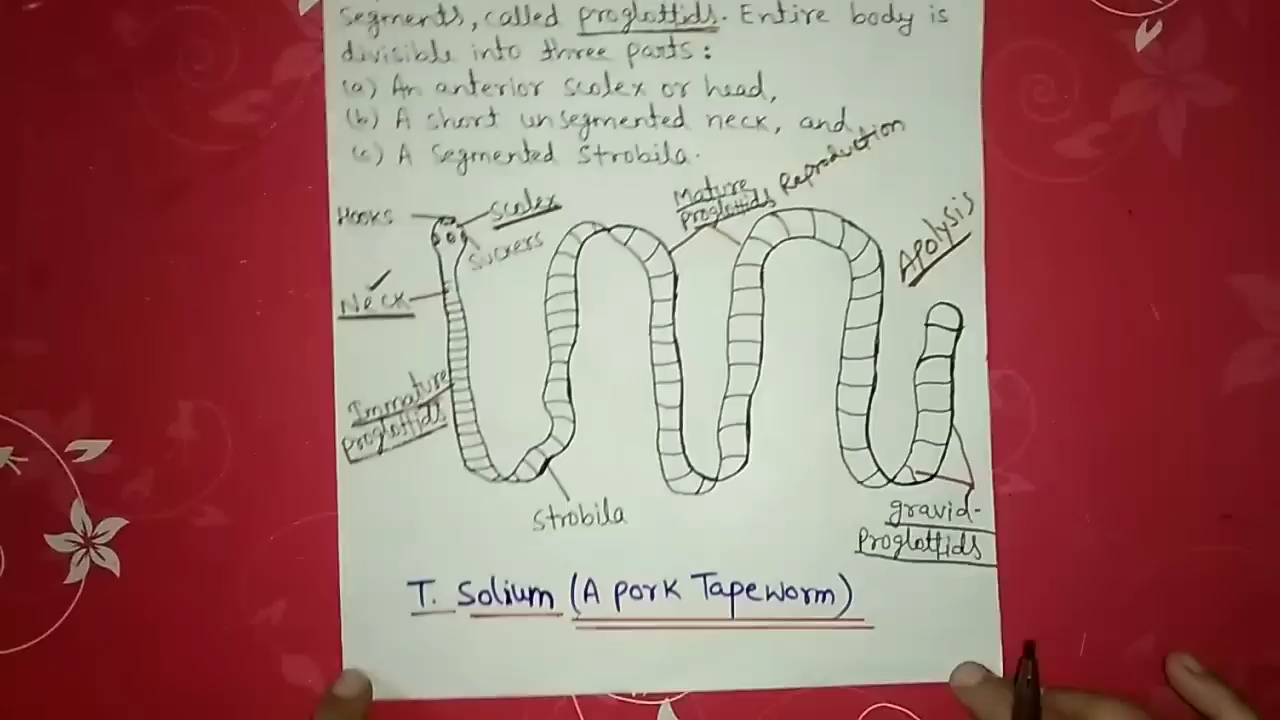 segments, called proglottids. Entire body is
divisible into three parts:
(a) An anterior scolex or head,
(b) A short unsegmented neck, and
(c) A segmented strobila.
Hooks
Scolex
Suckers
Mature
proglottids
Reproduction
Apolysis
Neck
Immature
proglottids
Strobila
gravid-
Proglottids
T. Solium (A pork Tapeworm)